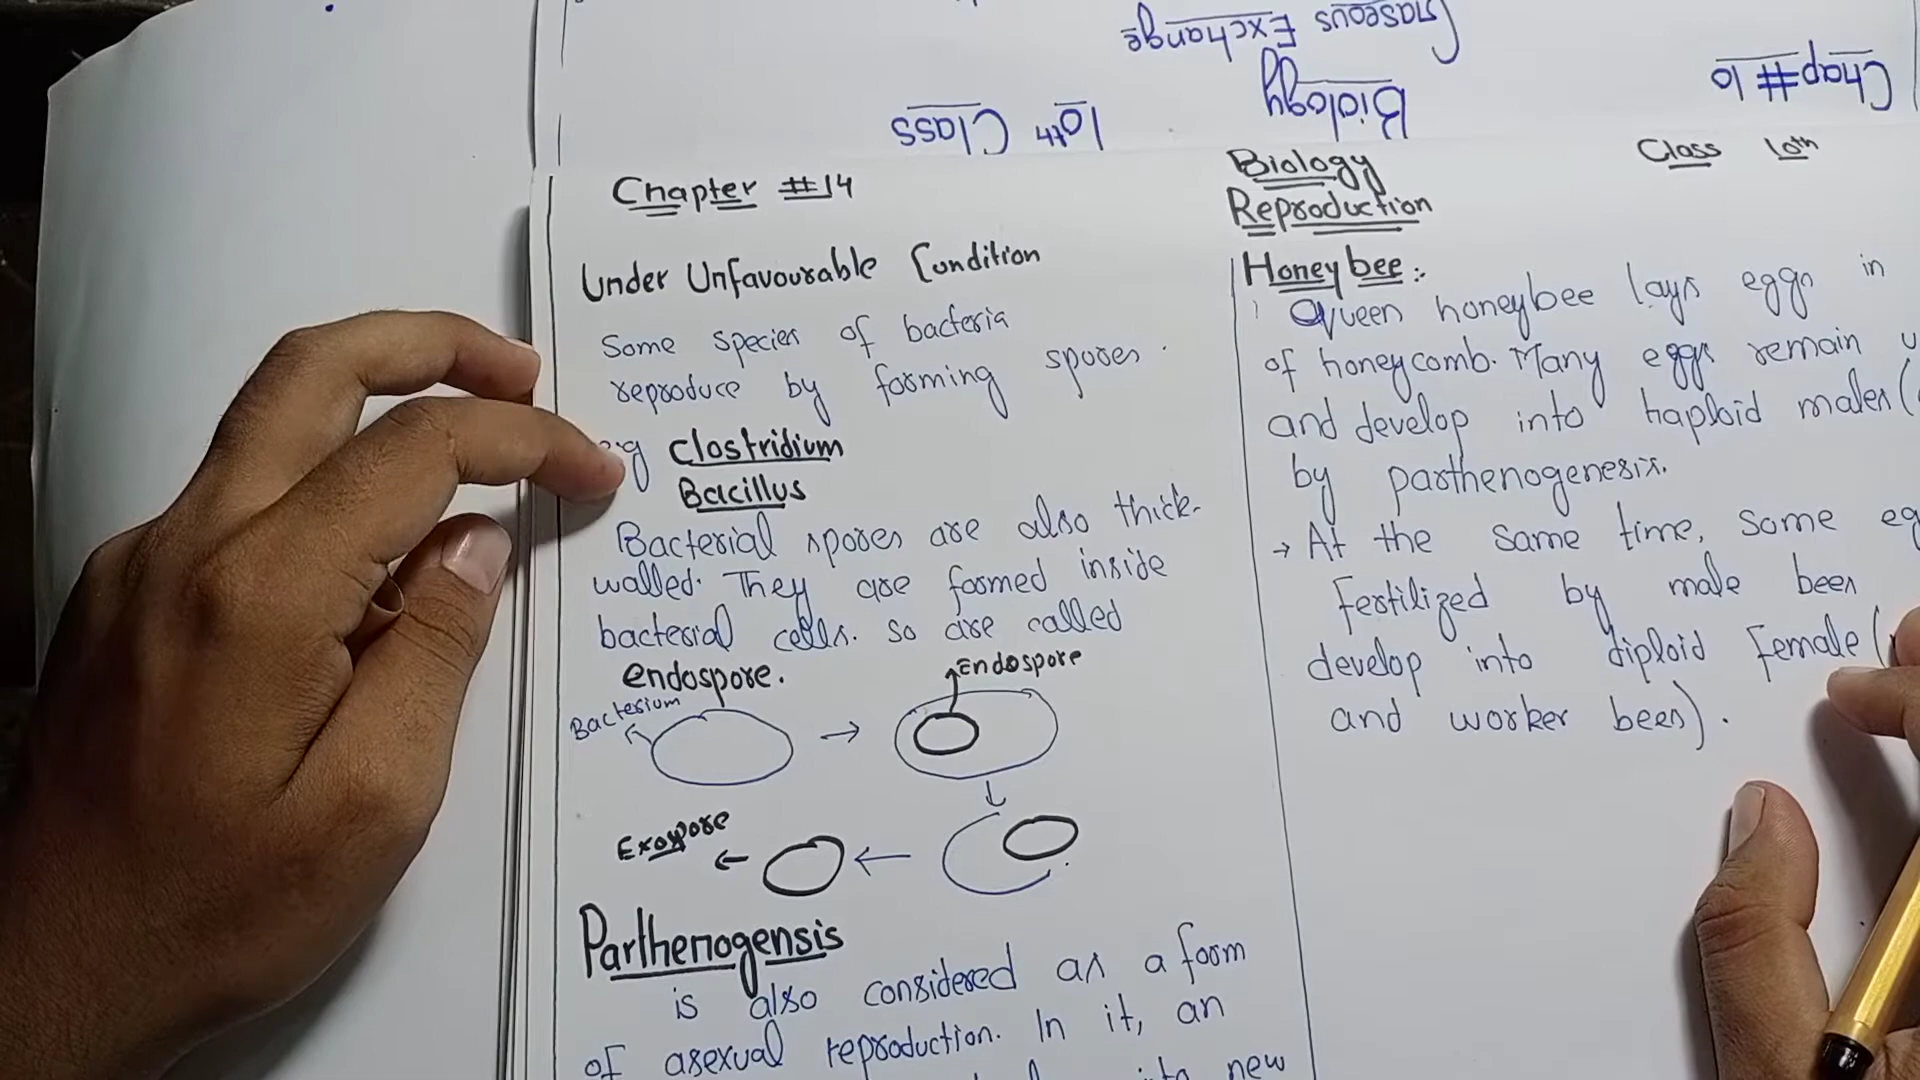 Gaseous Exchange
Biology
Chap #10
10th Class
Chapter #14
Biology
Reproduction
Class 10th
Under Unfavourable Condition
Some species of bacteria
reproduce by forming spores.
eg Clostridium
Bacillus
Bacterial spores are also thick-
walled. They are formed inside
bacterial cells. so are called
endospore.
Bacterium
Endospore
Exospore
Parthenogensis
is also considered as a form
of asexual reproduction. In it, an
into new
Honeybee:
Queen honeybee lays eggs in
of honeycomb. Many eggs remain
and develop into haploid males (
by parthenogenesis.
→ At the same time, some
Fertilized by male bees
develop into diploid Female (
and worker bees).